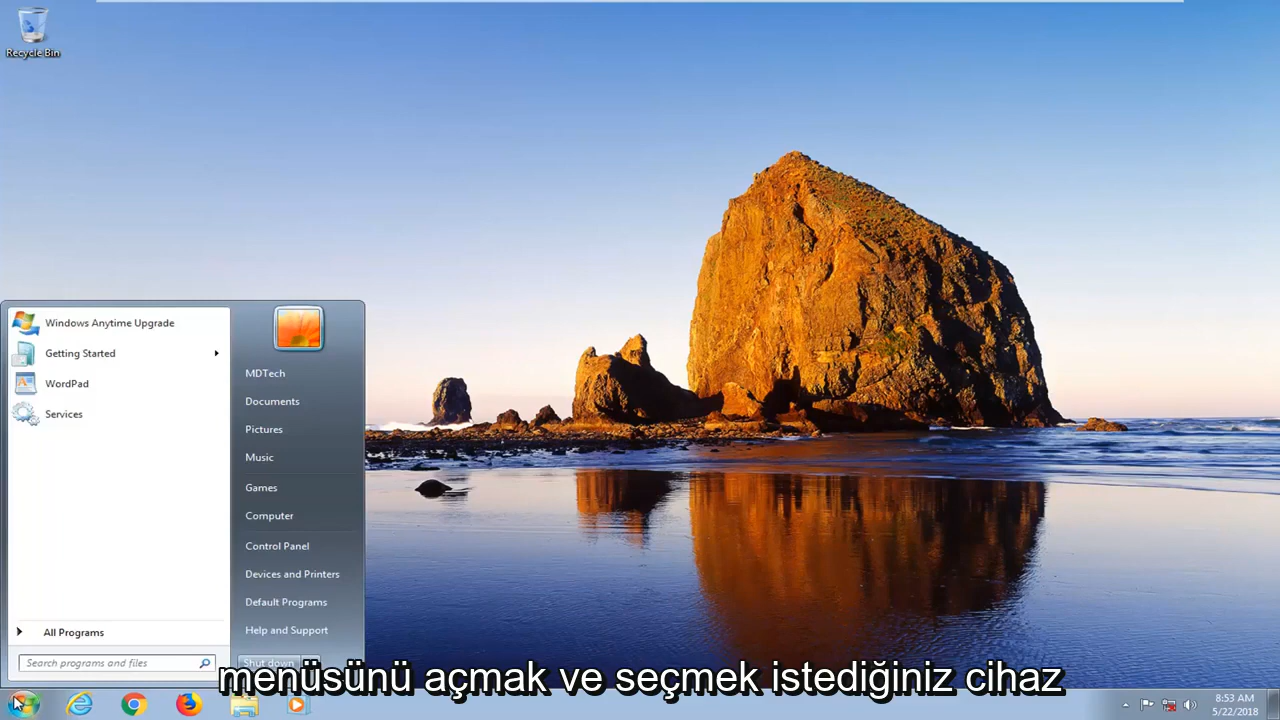 Recycle Bin
Windows Anytime Upgrade
Getting Started
WordPad
Services
All Programs
Search programs and files
MDTech
Documents
Pictures
Music
Games
Computer
Control Panel
Devices and Printers
Default Programs
Help and Support
Shut down
menüsünü açmak ve seçmek istediğiniz cihaz
8:53 AM
5/22/2018